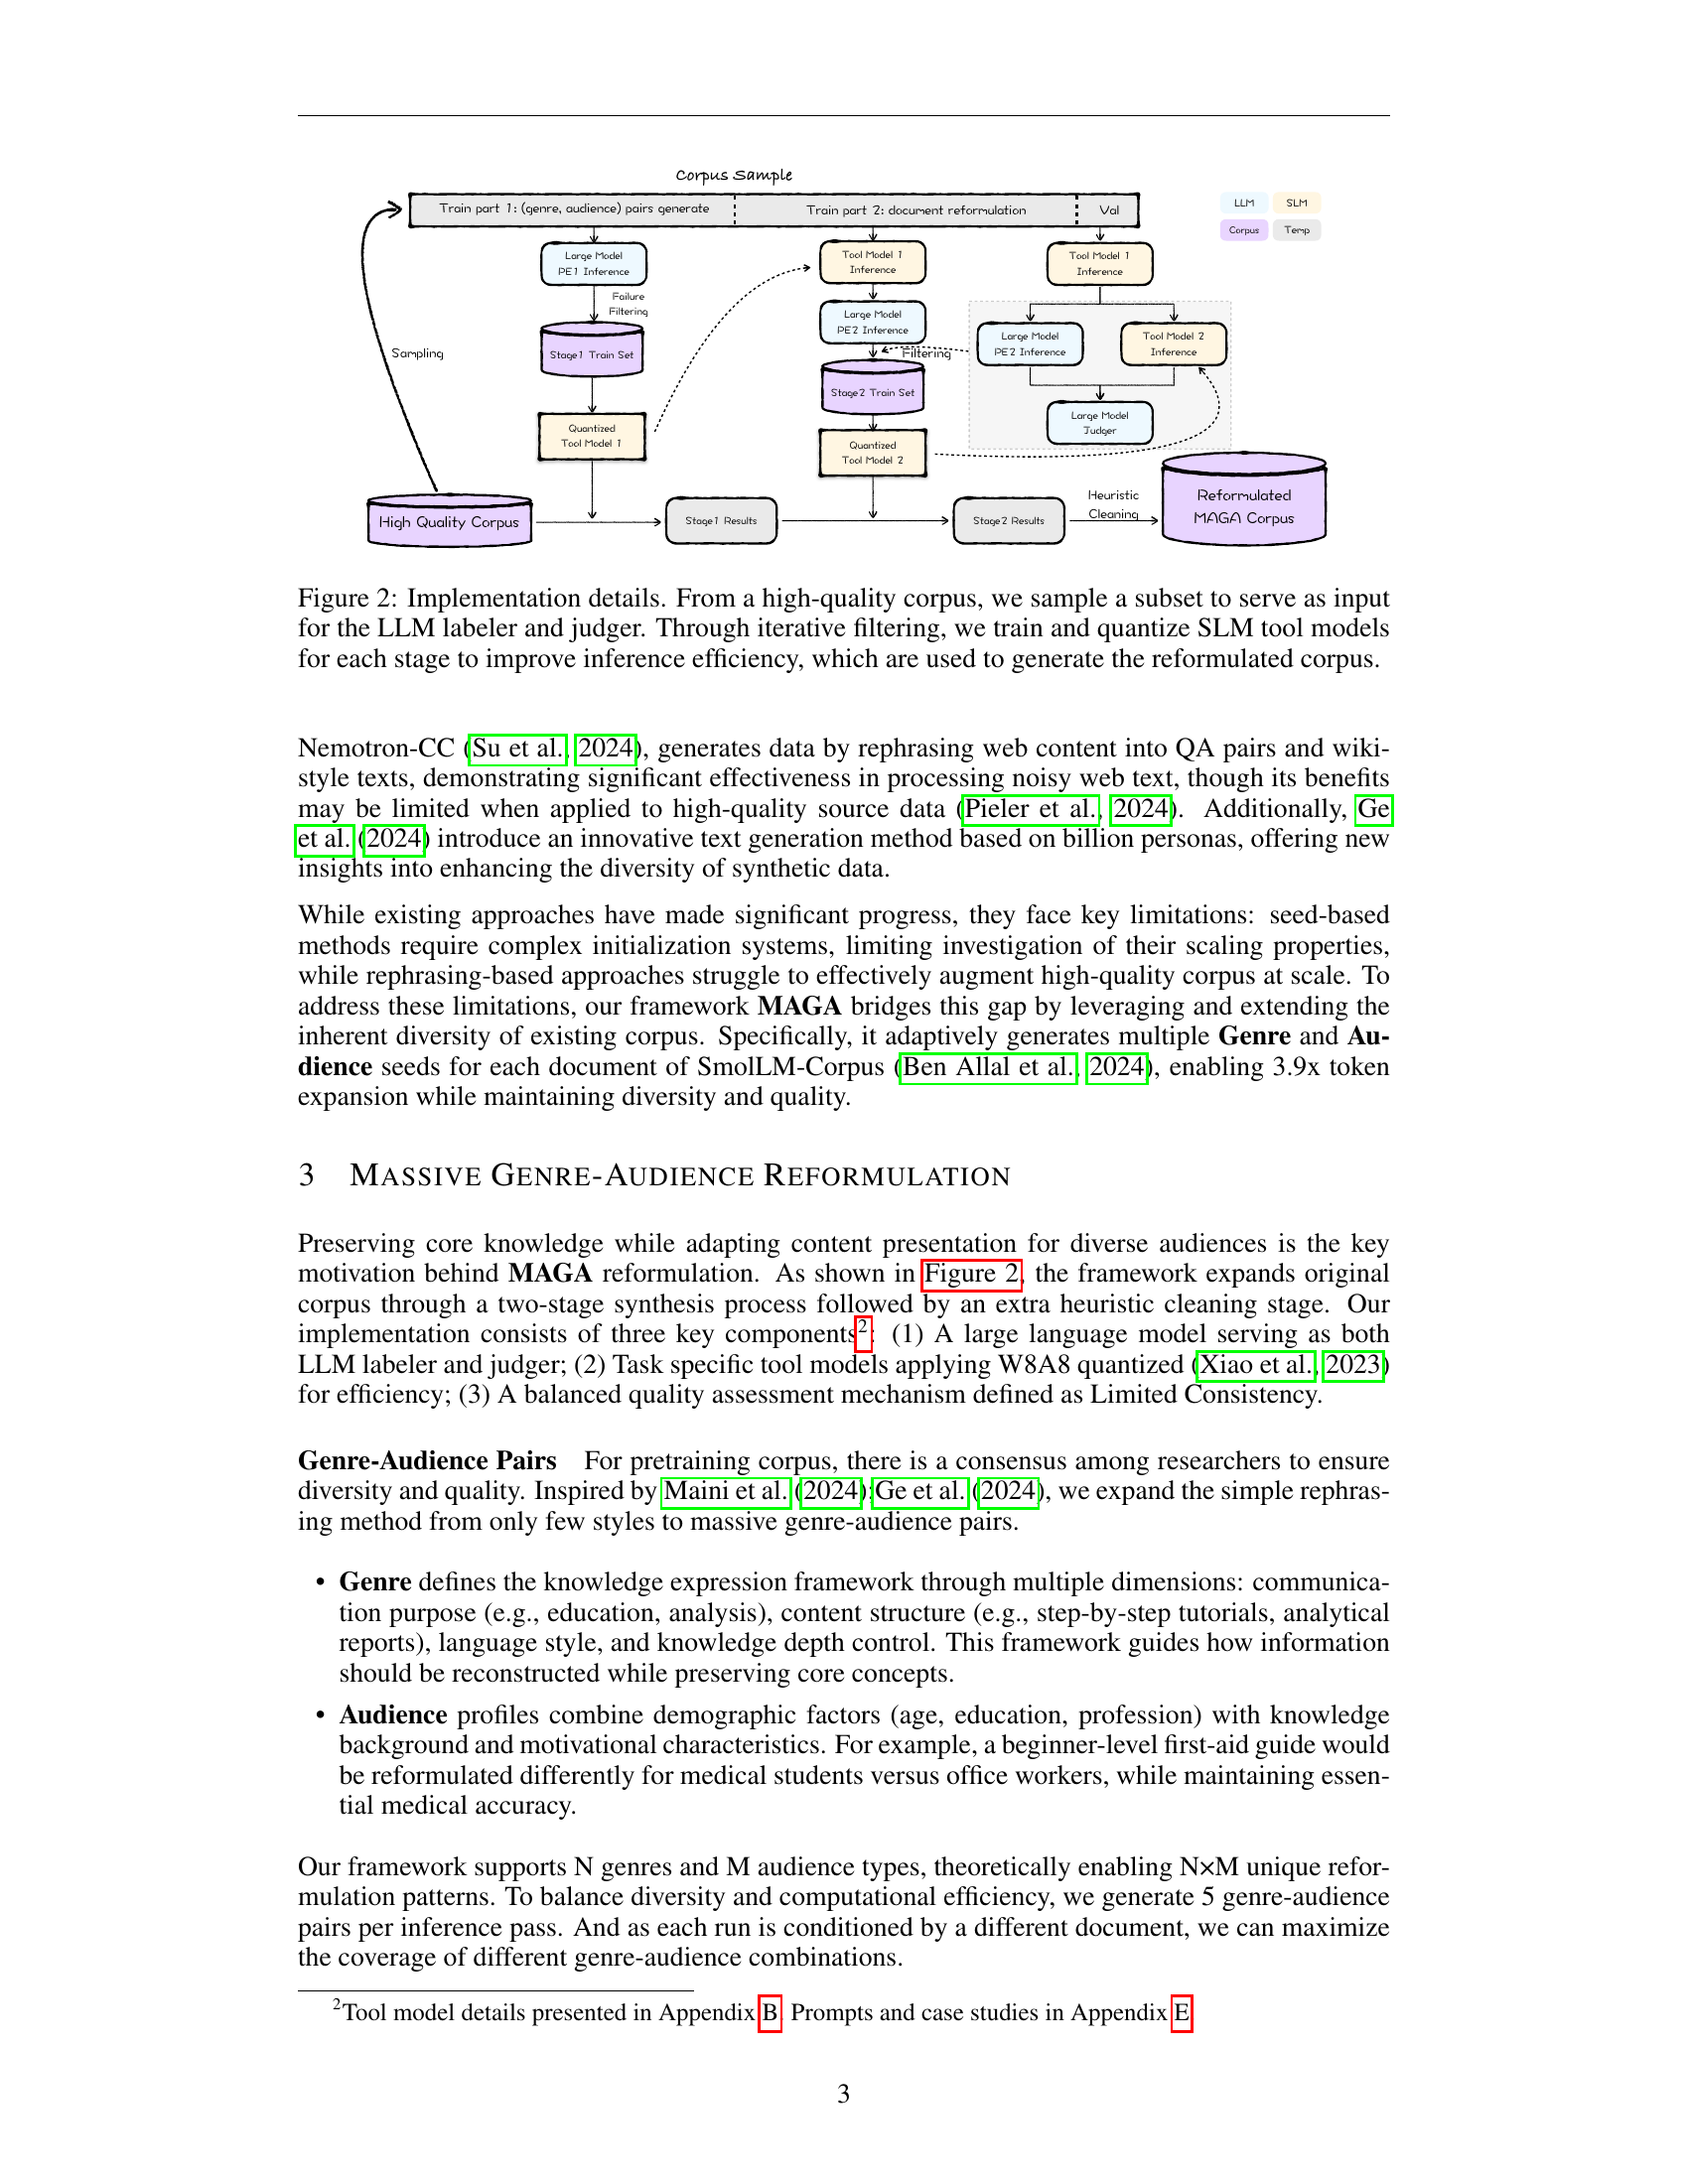 Corpus Sample
Train part 1: (genre, audience) pairs generate
Train part 2: document reformulation
Val
LLM
SLM
Corpus
Temp
Large Model
PE1 Inference
Tool Model 1
Inference
Tool Model 1
Inference
Failure
Filtering
Large Model
PE2 Inference
Large Model
PE2 Inference
Tool Model 2
Inference
Sampling
Stage1 Train Set
Filtering
Stage2 Train Set
Large Model
Judger
Quantized
Tool Model 1
Quantized
Tool Model 2
High Quality Corpus
Stage1 Results
Stage2 Results
Heuristic
Cleaning
Reformulated
MAGA Corpus
Figure 2: Implementation details. From a high-quality corpus, we sample a subset to serve as input
for the LLM labeler and judger. Through iterative filtering, we train and quantize SLM tool models
for each stage to improve inference efficiency, which are used to generate the reformulated corpus.
Nemotron-CC (Su et al., 2024), generates data by rephrasing web content into QA pairs and wiki-
style texts, demonstrating significant effectiveness in processing noisy web text, though its benefits
may be limited when applied to high-quality source data (Pieler et al., 2024). Additionally, Ge
et al. (2024) introduce an innovative text generation method based on billion personas, offering new
insights into enhancing the diversity of synthetic data.
While existing approaches have made significant progress, they face key limitations: seed-based
methods require complex initialization systems, limiting investigation of their scaling properties,
while rephrasing-based approaches struggle to effectively augment high-quality corpus at scale. To
address these limitations, our framework MAGA bridges this gap by leveraging and extending the
inherent diversity of existing corpus. Specifically, it adaptively generates multiple Genre and Au-
dience seeds for each document of SmolLM-Corpus (Ben Allal et al., 2024), enabling 3.9x token
expansion while maintaining diversity and quality.
3 MASSIVE GENRE-AUDIENCE REFORMULATION
Preserving core knowledge while adapting content presentation for diverse audiences is the key
motivation behind MAGA reformulation. As shown in Figure 2, the framework expands original
corpus through a two-stage synthesis process followed by an extra heuristic cleaning stage. Our
implementation consists of three key components2: (1) A large language model serving as both
LLM labeler and judger; (2) Task specific tool models applying W8A8 quantized (Xiao et al., 2023)
for efficiency; (3) A balanced quality assessment mechanism defined as Limited Consistency.
Genre-Audience Pairs For pretraining corpus, there is a consensus among researchers to ensure
diversity and quality. Inspired by Maini et al. (2024); Ge et al. (2024), we expand the simple rephras-
ing method from only few styles to massive genre-audience pairs.
• Genre defines the knowledge expression framework through multiple dimensions: communica-
tion purpose (e.g., education, analysis), content structure (e.g., step-by-step tutorials, analytical
reports), language style, and knowledge depth control. This framework guides how information
should be reconstructed while preserving core concepts.
• Audience profiles combine demographic factors (age, education, profession) with knowledge
background and motivational characteristics. For example, a beginner-level first-aid guide would
be reformulated differently for medical students versus office workers, while maintaining essen-
tial medical accuracy.
Our framework supports N genres and M audience types, theoretically enabling N×M unique refor-
mulation patterns. To balance diversity and computational efficiency, we generate 5 genre-audience
pairs per inference pass. And as each run is conditioned by a different document, we can maximize
the coverage of different genre-audience combinations.
2Tool model details presented in Appendix B. Prompts and case studies in Appendix E
3